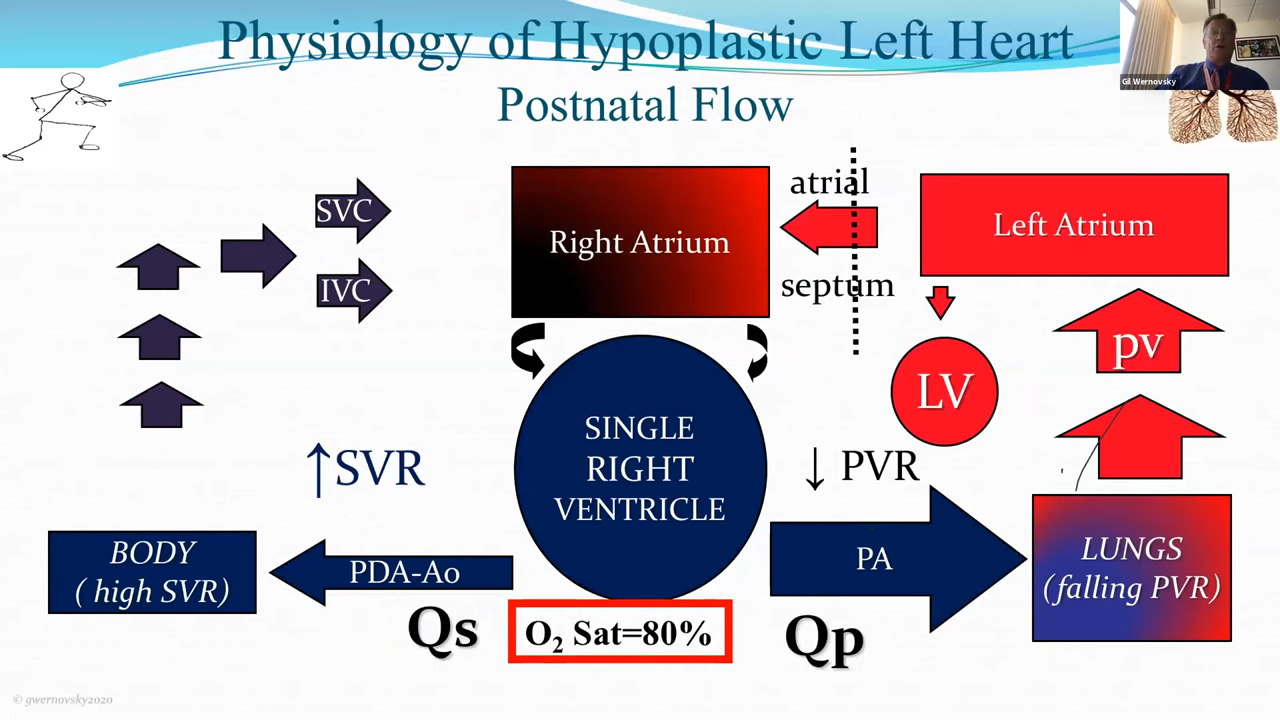 Physiology of Hypoplastic Left Heart
Postnatal Flow
Gil Wernovsky
SVC
IVC
Right Atrium
atrial
septum
Left Atrium
LV
pv
SINGLE
RIGHT
VENTRICLE
↑SVR
↓ PVR
BODY
( high SVR)
PDA-Ao
PA
LUNGS
(falling PVR)
Qs
O₂ Sat=80%
Qp
© gwernovsky2020